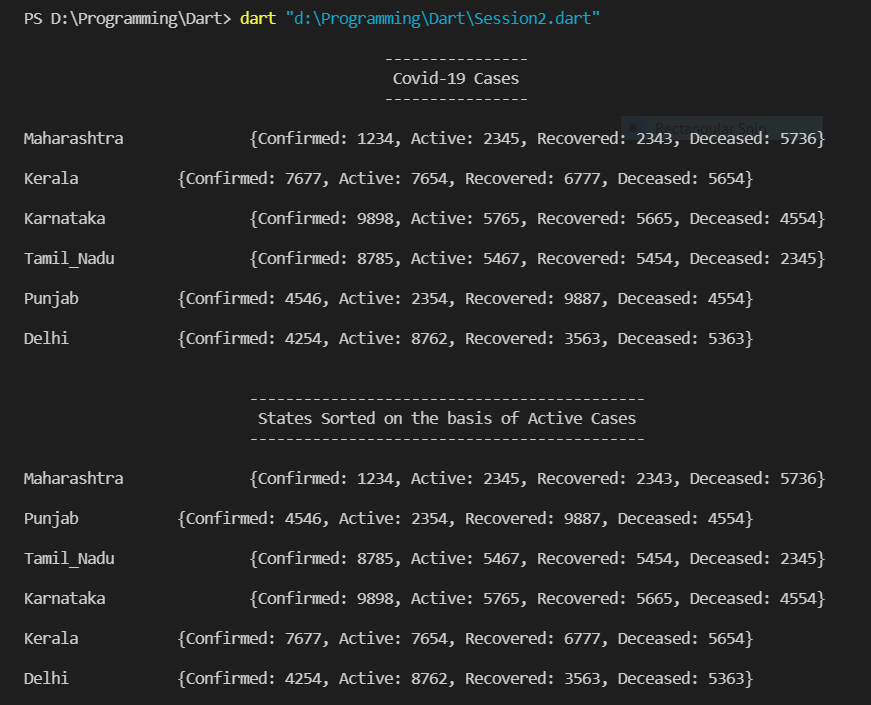 PS D:\Programming\Dart> dart "d:\Programming\Dart\Session2.dart"
----------------
Covid-19 Cases
----------------
Rectangular Snip
Maharashtra {Confirmed: 1234, Active: 2345, Recovered: 2343, Deceased: 5736}
Kerala {Confirmed: 7677, Active: 7654, Recovered: 6777, Deceased: 5654}
Karnataka {Confirmed: 9898, Active: 5765, Recovered: 5665, Deceased: 4554}
Tamil_Nadu {Confirmed: 8785, Active: 5467, Recovered: 5454, Deceased: 2345}
Punjab {Confirmed: 4546, Active: 2354, Recovered: 9887, Deceased: 4554}
Delhi {Confirmed: 4254, Active: 8762, Recovered: 3563, Deceased: 5363}
--------------------------------------------
States Sorted on the basis of Active Cases
--------------------------------------------
Maharashtra {Confirmed: 1234, Active: 2345, Recovered: 2343, Deceased: 5736}
Punjab {Confirmed: 4546, Active: 2354, Recovered: 9887, Deceased: 4554}
Tamil_Nadu {Confirmed: 8785, Active: 5467, Recovered: 5454, Deceased: 2345}
Karnataka {Confirmed: 9898, Active: 5765, Recovered: 5665, Deceased: 4554}
Kerala {Confirmed: 7677, Active: 7654, Recovered: 6777, Deceased: 5654}
Delhi {Confirmed: 4254, Active: 8762, Recovered: 3563, Deceased: 5363}